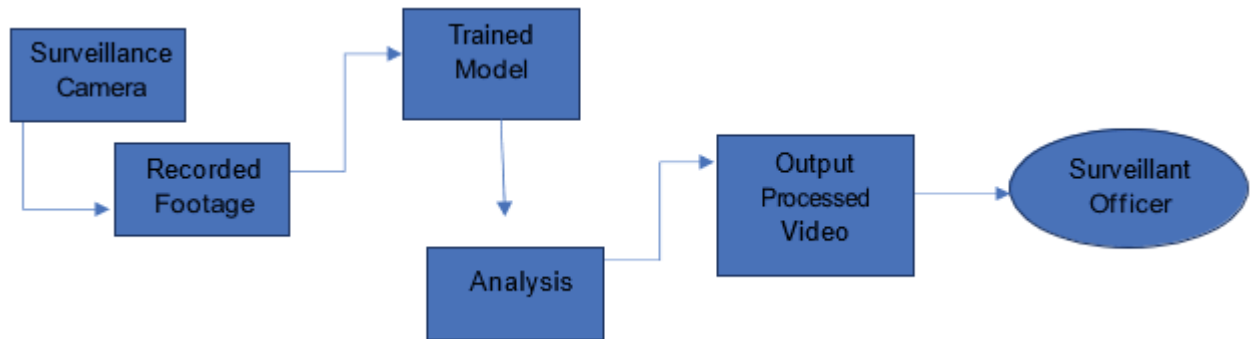 Surveillance
Camera
Recorded
Footage
Trained
Model
Analysis
Output
Processed
Video
Surveillant
Officer